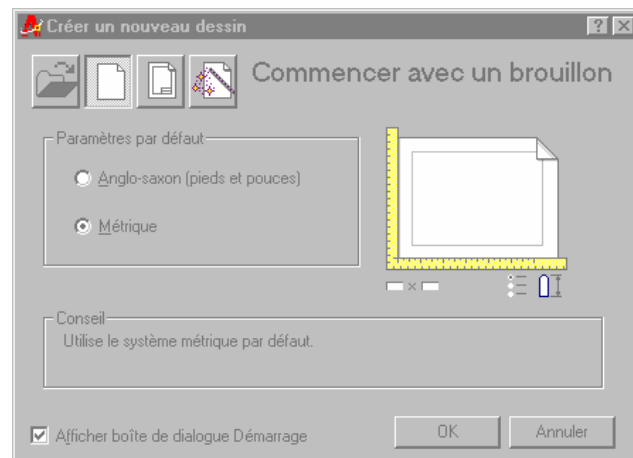 Créer un nouveau dessin
Commencer avec un brouillon
Paramètres par défaut
Anglo-saxon (pieds et pouces)
Métrique
Conseil
Utilise le système métrique par défaut.
Afficher boîte de dialogue Démarrage
OK
Annuler